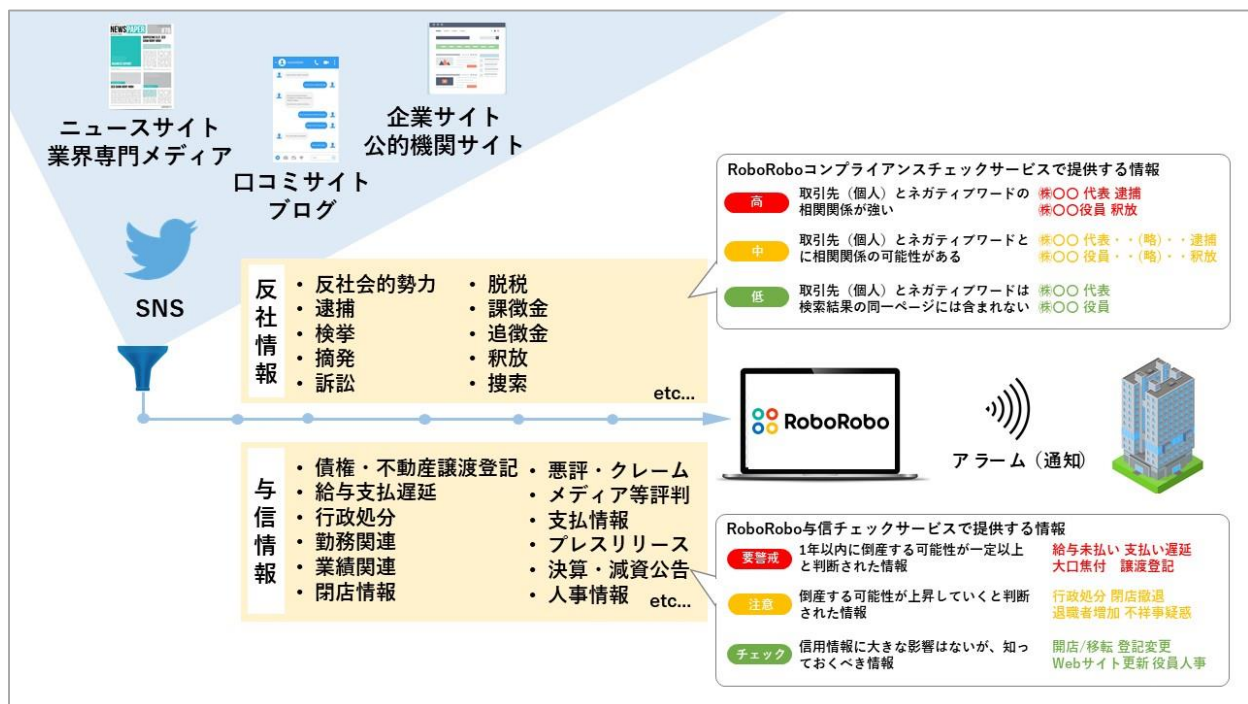 NEWSPAPER
ニュースサイト
業界専門メディア
口コミサイト
ブログ
企業サイト
公的機関サイト
SNS
反社情報
・反社会的勢力
・逮捕
・検挙
・摘発
・訴訟
・脱税
・課徴金
・追徴金
・釈放
・捜索
etc...
与信情報
・債権・不動産譲渡登記
・給与支払遅延
・行政処分
・勤務関連
・業績関連
・閉店情報
・悪評・クレーム
・メディア等評判
・支払情報
・プレスリリース
・決算・減資公告
・人事情報
etc...
RoboRoboコンプライアンスチェックサービスで提供する情報
高
取引先（個人）とネガティブワードの
相関関係が強い
㈱〇〇 代表 逮捕
㈱〇〇役員 釈放
中
取引先（個人）とネガティブワードと
に相関関係の可能性がある
㈱〇〇 代表・・(略)・・逮捕
㈱〇〇 役員・・(略)・・釈放
低
取引先（個人）とネガティブワードは
検索結果の同一ページには含まれない
㈱〇〇 代表
㈱〇〇 役員
RoboRobo
アラーム（通知）
RoboRobo与信チェックサービスで提供する情報
要警戒
1年以内に倒産する可能性が一定以上
と判断された情報
給与未払い 支払い遅延
大口焦付　譲渡登記
注意
倒産する可能性が上昇していくと判断
された情報
行政処分 閉店撤退
退職者増加 不祥事疑惑
チェック
信用情報に大きな影響はないが、知っ
ておくべき情報
開店/移転 登記変更
Webサイト更新 役員人事